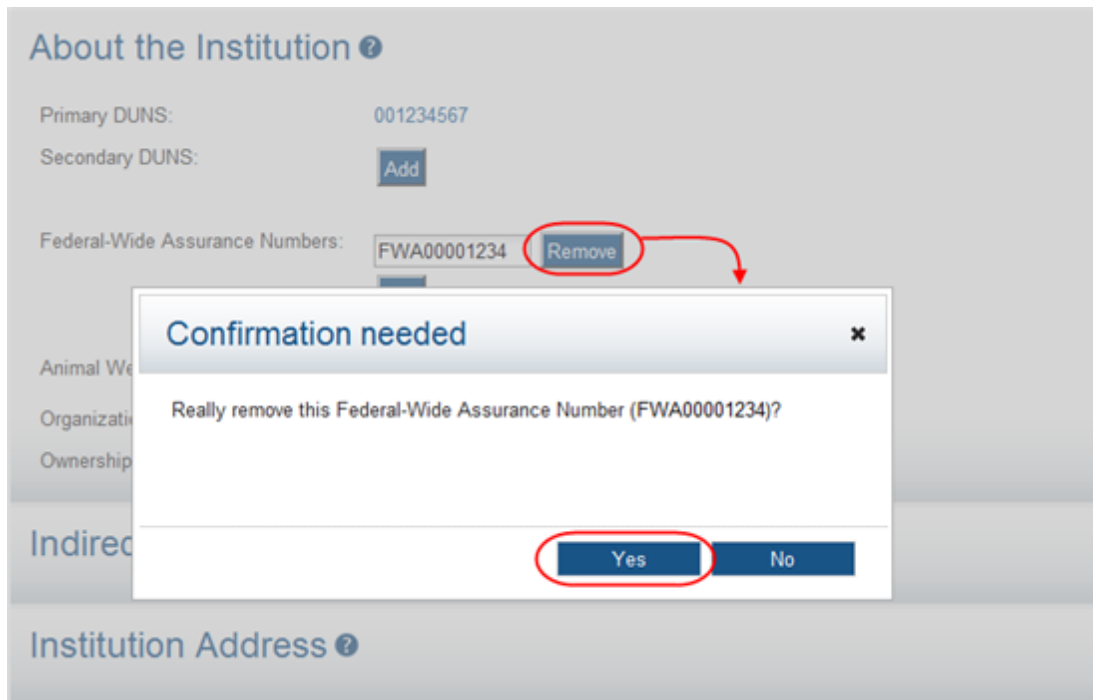 About the Institution ?
Primary DUNS: 001234567
Secondary DUNS: Add
Federal-Wide Assurance Numbers: FWA00001234 Remove
Confirmation needed ×
Animal We
Really remove this Federal-Wide Assurance Number (FWA00001234)?
Organizati
Ownership
Indirec
Yes No
Institution Address ?